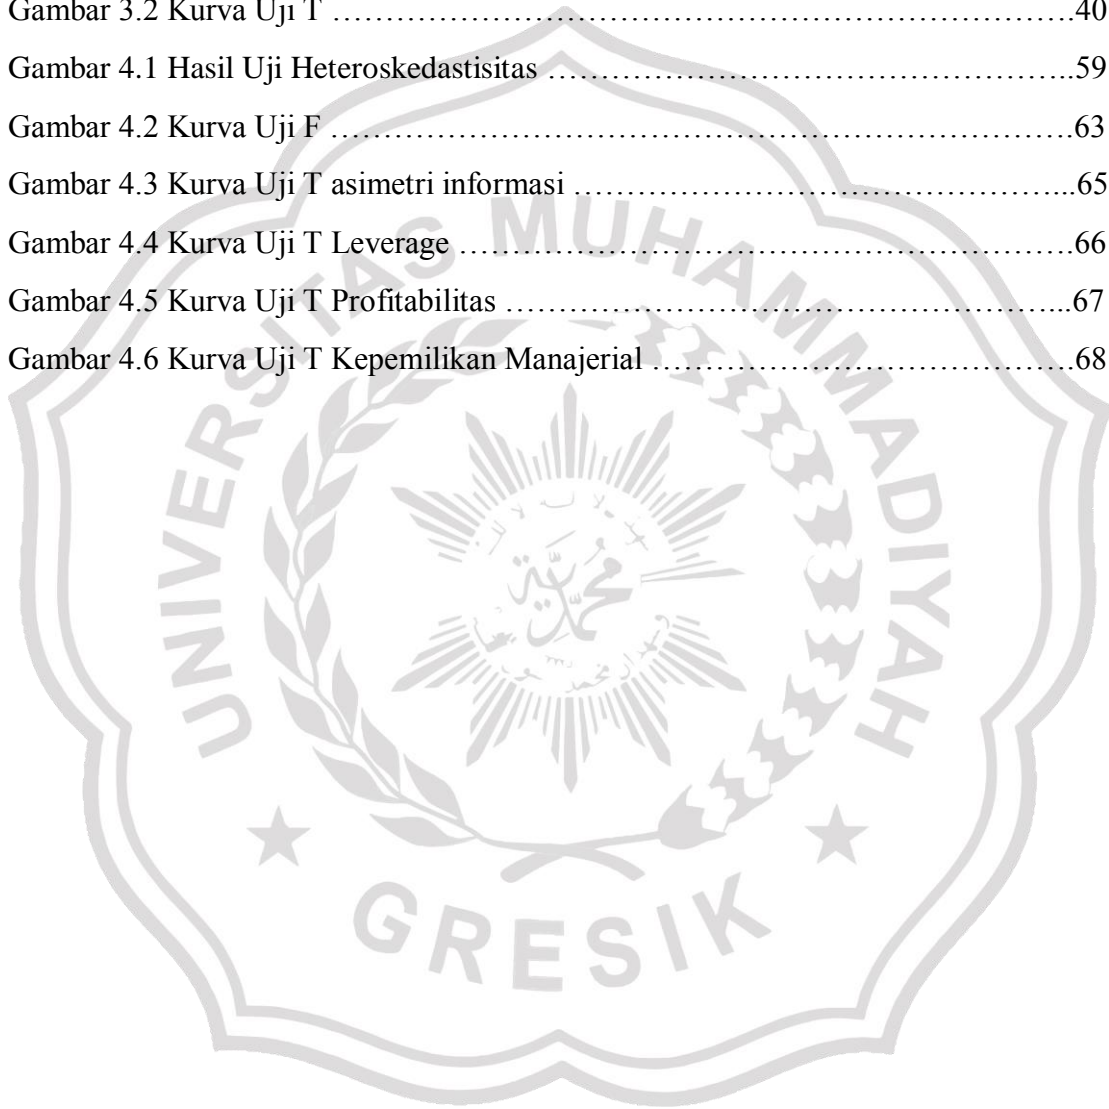 Gambar 3.2 Kurva Uji T ……………………………………………………………….40
Gambar 4.1 Hasil Uji Heteroskedastisitas ……………………………………………..59
Gambar 4.2 Kurva Uji F ……………………………………………………………….63
Gambar 4.3 Kurva Uji T asimetri informasi …………………………………………...65
Gambar 4.4 Kurva Uji T Leverage …………………………………………………….66
Gambar 4.5 Kurva Uji T Profitabilitas ………………………………………………...67
Gambar 4.6 Kurva Uji T Kepemilikan Manajerial …………………………………….68
UNIVERSITAS MUHAMMADIYAH
GRESIK